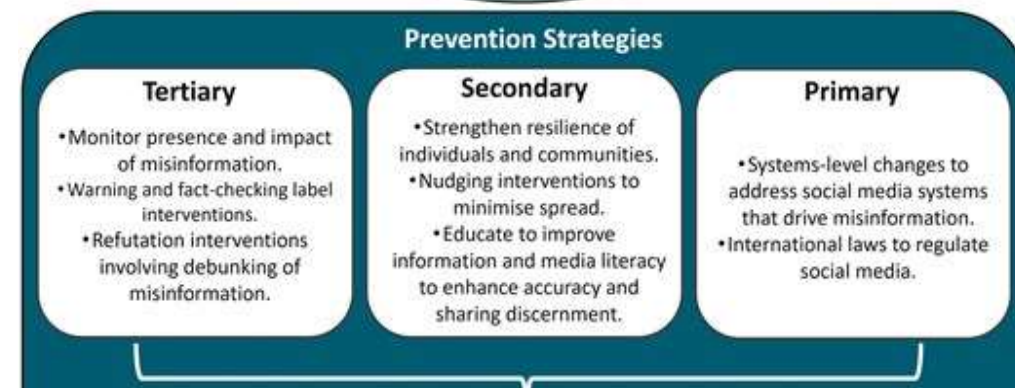 Prevention Strategies
Tertiary
•Monitor presence and impact
of misinformation.
•Warning and fact-checking label
interventions.
•Refutation interventions
involving debunking of
misinformation.
Secondary
•Strengthen resilience of
individuals and communities.
•Nudging interventions to
minimise spread.
•Educate to improve
information and media literacy
to enhance accuracy and
sharing discernment.
Primary
•Systems-level changes to
address social media systems
that drive misinformation.
•International laws to regulate
social media.